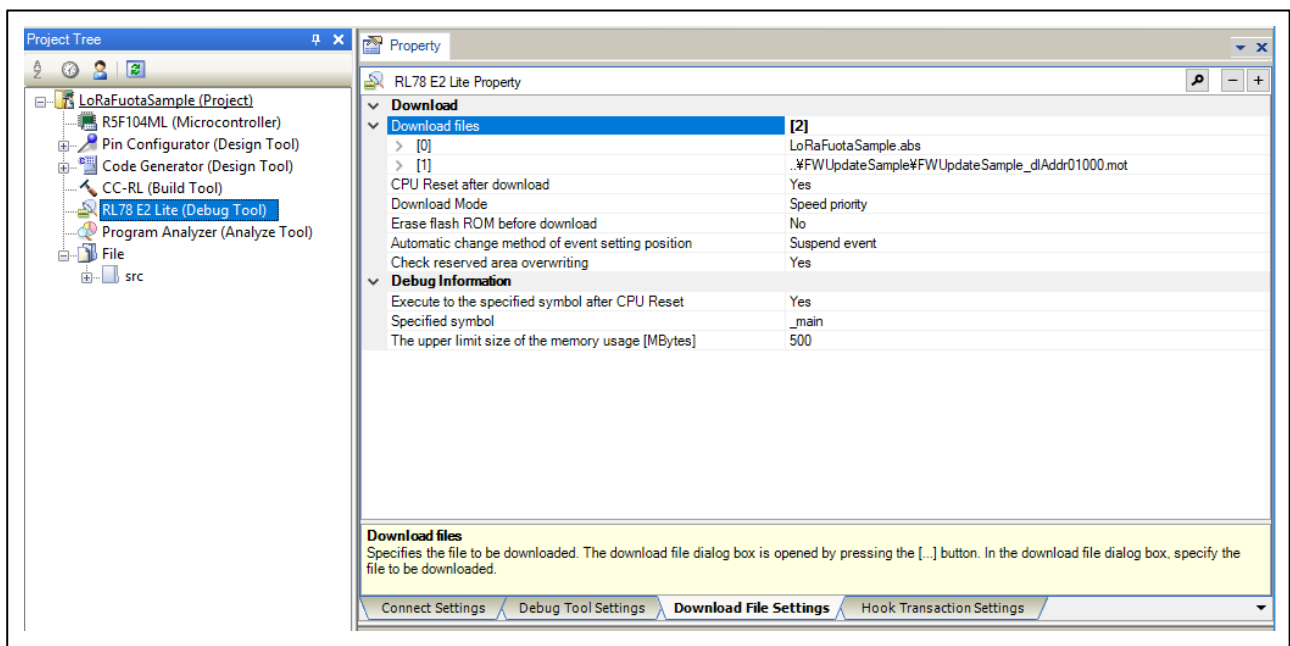 Project Tree
LoRaFuotaSample (Project)
R5F104ML (Microcontroller)
Pin Configurator (Design Tool)
Code Generator (Design Tool)
CC-RL (Build Tool)
RL78 E2 Lite (Debug Tool)
Program Analyzer (Analyze Tool)
File
src
Property
RL78 E2 Lite Property
Download
Download files [2]
[0] LoRaFuotaSample.abs
[1] ..¥FWUpdateSample¥FWUpdateSample_dlAddr01000.mot
CPU Reset after download Yes
Download Mode Speed priority
Erase flash ROM before download No
Automatic change method of event setting position Suspend event
Check reserved area overwriting Yes
Debug Information
Execute to the specified symbol after CPU Reset Yes
Specified symbol _main
The upper limit size of the memory usage [MBytes] 500
Download files
Specifies the file to be downloaded. The download file dialog box is opened by pressing the [...] button. In the download file dialog box, specify the
file to be downloaded.
Connect Settings Debug Tool Settings Download File Settings Hook Transaction Settings